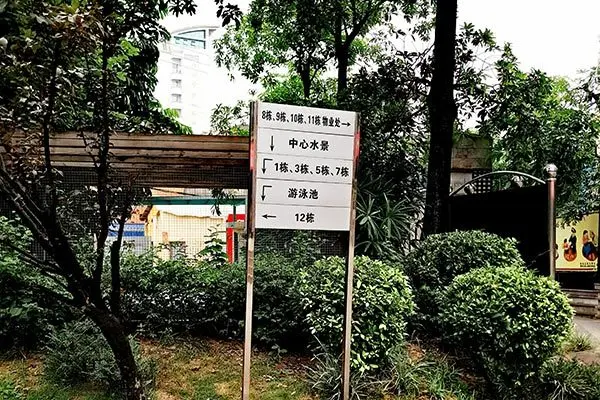 8栋、9栋、10栋、11栋 物业处→
↓ 中心水景
↓ 1栋、3栋、5栋、7栋
↓ 游泳池
← 12栋